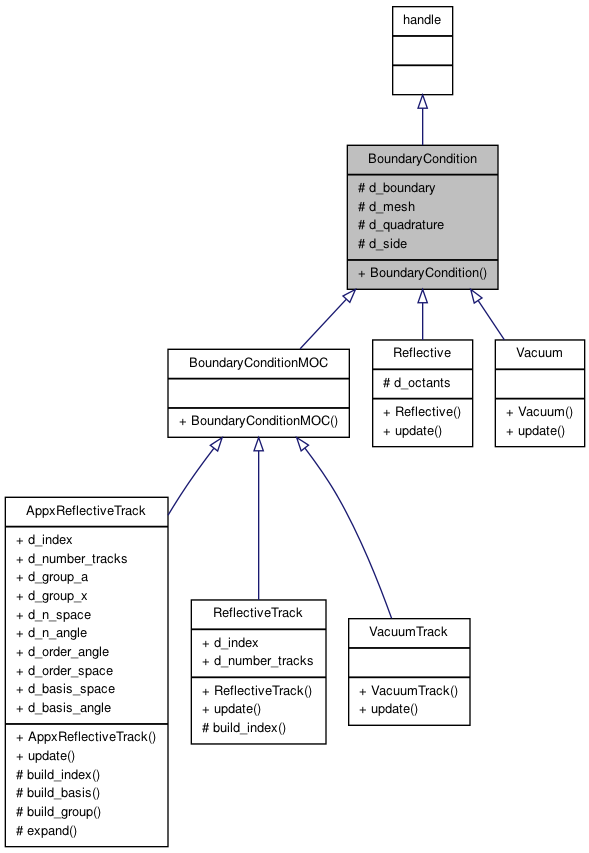 handle
BoundaryCondition
# d_boundary
# d_mesh
# d_quadrature
# d_side
+ BoundaryCondition()
BoundaryConditionMOC
+ BoundaryConditionMOC()
Reflective
# d_octants
+ Reflective()
+ update()
Vacuum
+ Vacuum()
+ update()
AppxReflectiveTrack
+ d_index
+ d_number_tracks
+ d_group_a
+ d_group_x
+ d_n_space
+ d_n_angle
+ d_order_angle
+ d_order_space
+ d_basis_space
+ d_basis_angle
+ AppxReflectiveTrack()
+ update()
# build_index()
# build_basis()
# build_group()
# expand()
ReflectiveTrack
+ d_index
+ d_number_tracks
+ ReflectiveTrack()
+ update()
# build_index()
VacuumTrack
+ VacuumTrack()
+ update()